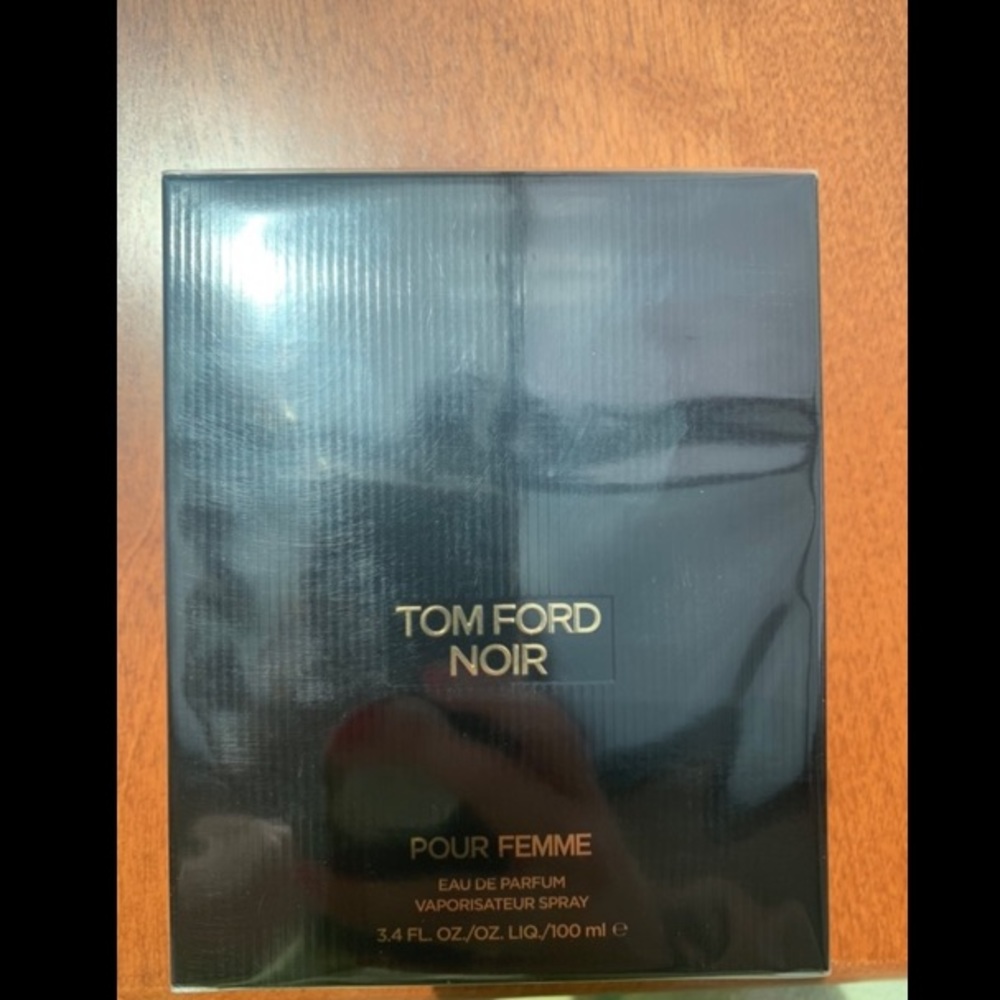 TOM FORD
NOIR
POUR FEMME
EAU DE PARFUM
VAPORISATEUR SPRAY
3.4 FL. OZ./OZ. LIQ./100 ml ℮